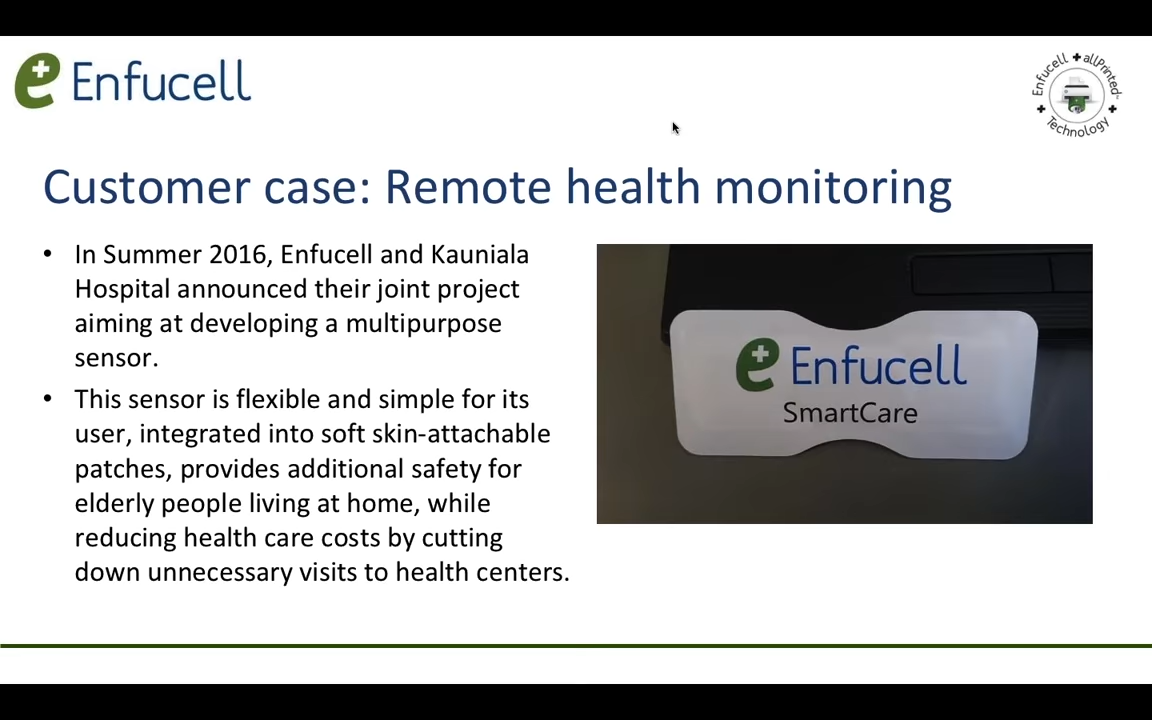 Enfucell
Enfucell allPrinted™
Technology
Customer case: Remote health monitoring
• In Summer 2016, Enfucell and Kauniala
Hospital announced their joint project
aiming at developing a multipurpose
sensor.
• This sensor is flexible and simple for its
user, integrated into soft skin-attachable
patches, provides additional safety for
elderly people living at home, while
reducing health care costs by cutting
down unnecessary visits to health centers.
Enfucell
SmartCare